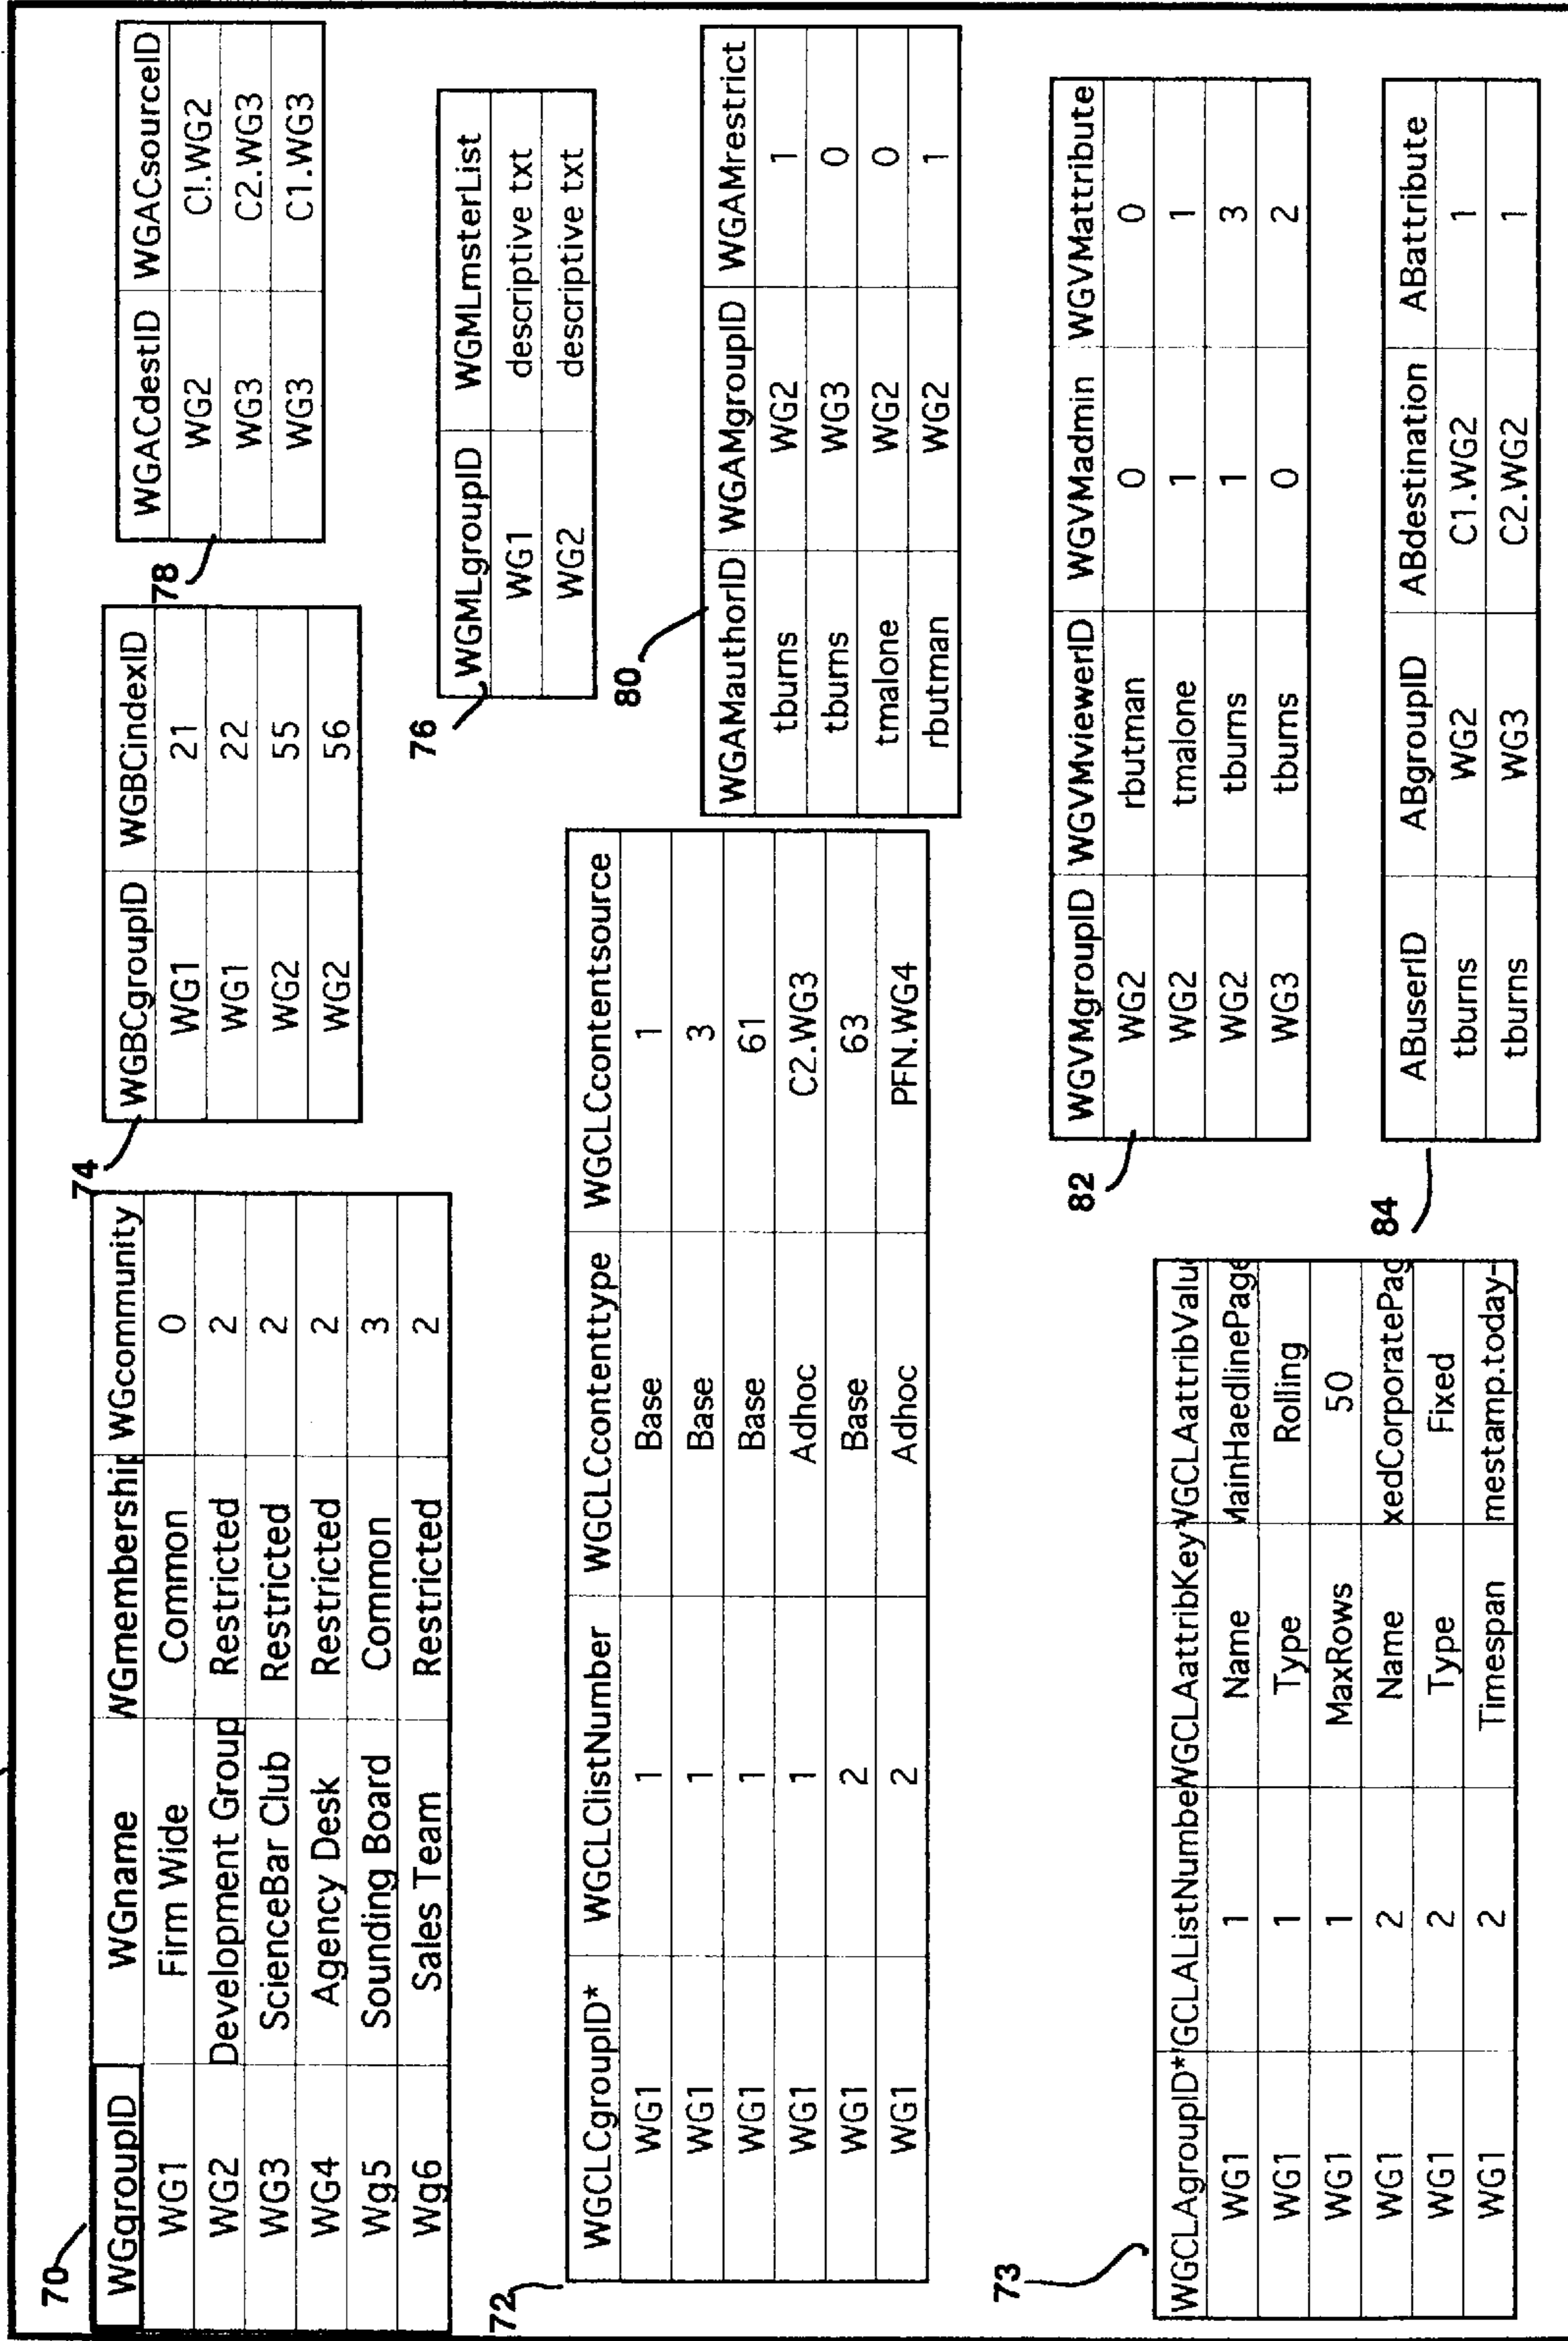 70
WGgroupID WGname WGmembership WGcommunity
WG1 Firm Wide Common 0
WG2 Development Group Restricted 2
WG3 ScienceBar Club Restricted 2
WG4 Agency Desk Restricted 2
Wg5 Sounding Board Common 3
Wg6 Sales Team Restricted 2
74
WGBCgroupID WGBCindexID
WG1 21
WG1 22
WG2 55
WG2 56
78
WGACdestID WGACsourceID
WG2 C!.WG2
WG3 C2.WG3
WG3 C1.WG3
76
WGMLgroupID WGMLmsterList
WG1 descriptive txt
WG2 descriptive txt
72
WGCLCgroupID* WGCLClistNumber WGCLCcontenttype WGCLCcontentsource
WG1 1 Base 1
WG1 1 Base 3
WG1 1 Base 61
WG1 1 Adhoc C2.WG3
WG1 2 Base 63
WG1 2 Adhoc PFN.WG4
80
WGAMauthorID WGAMgroupID WGAMrestrict
tburns WG2 1
tburns WG3 0
tmalone WG2 0
rbutman WG2 1
73
WGCLAgroupID* GCLAListNumbe WGCLAattribKey GCLAattribValu
WG1 1 Name MainHaedlinePage
WG1 1 Type Rolling
WG1 1 MaxRows 50
WG1 2 Name xedCorporatePag
WG1 2 Type Fixed
WG1 2 Timespan mestamp.today-
82
WGVMgroupID WGVMviewerID WGVMadmin WGVMattribute
WG2 rbutman 0 0
WG2 tmalone 1 1
WG2 tburns 1 3
WG3 tburns 0 2
84
ABuserID ABgroupID ABdestination ABattribute
tburns WG2 C1.WG2 1
tburns WG3 C2.WG2 1